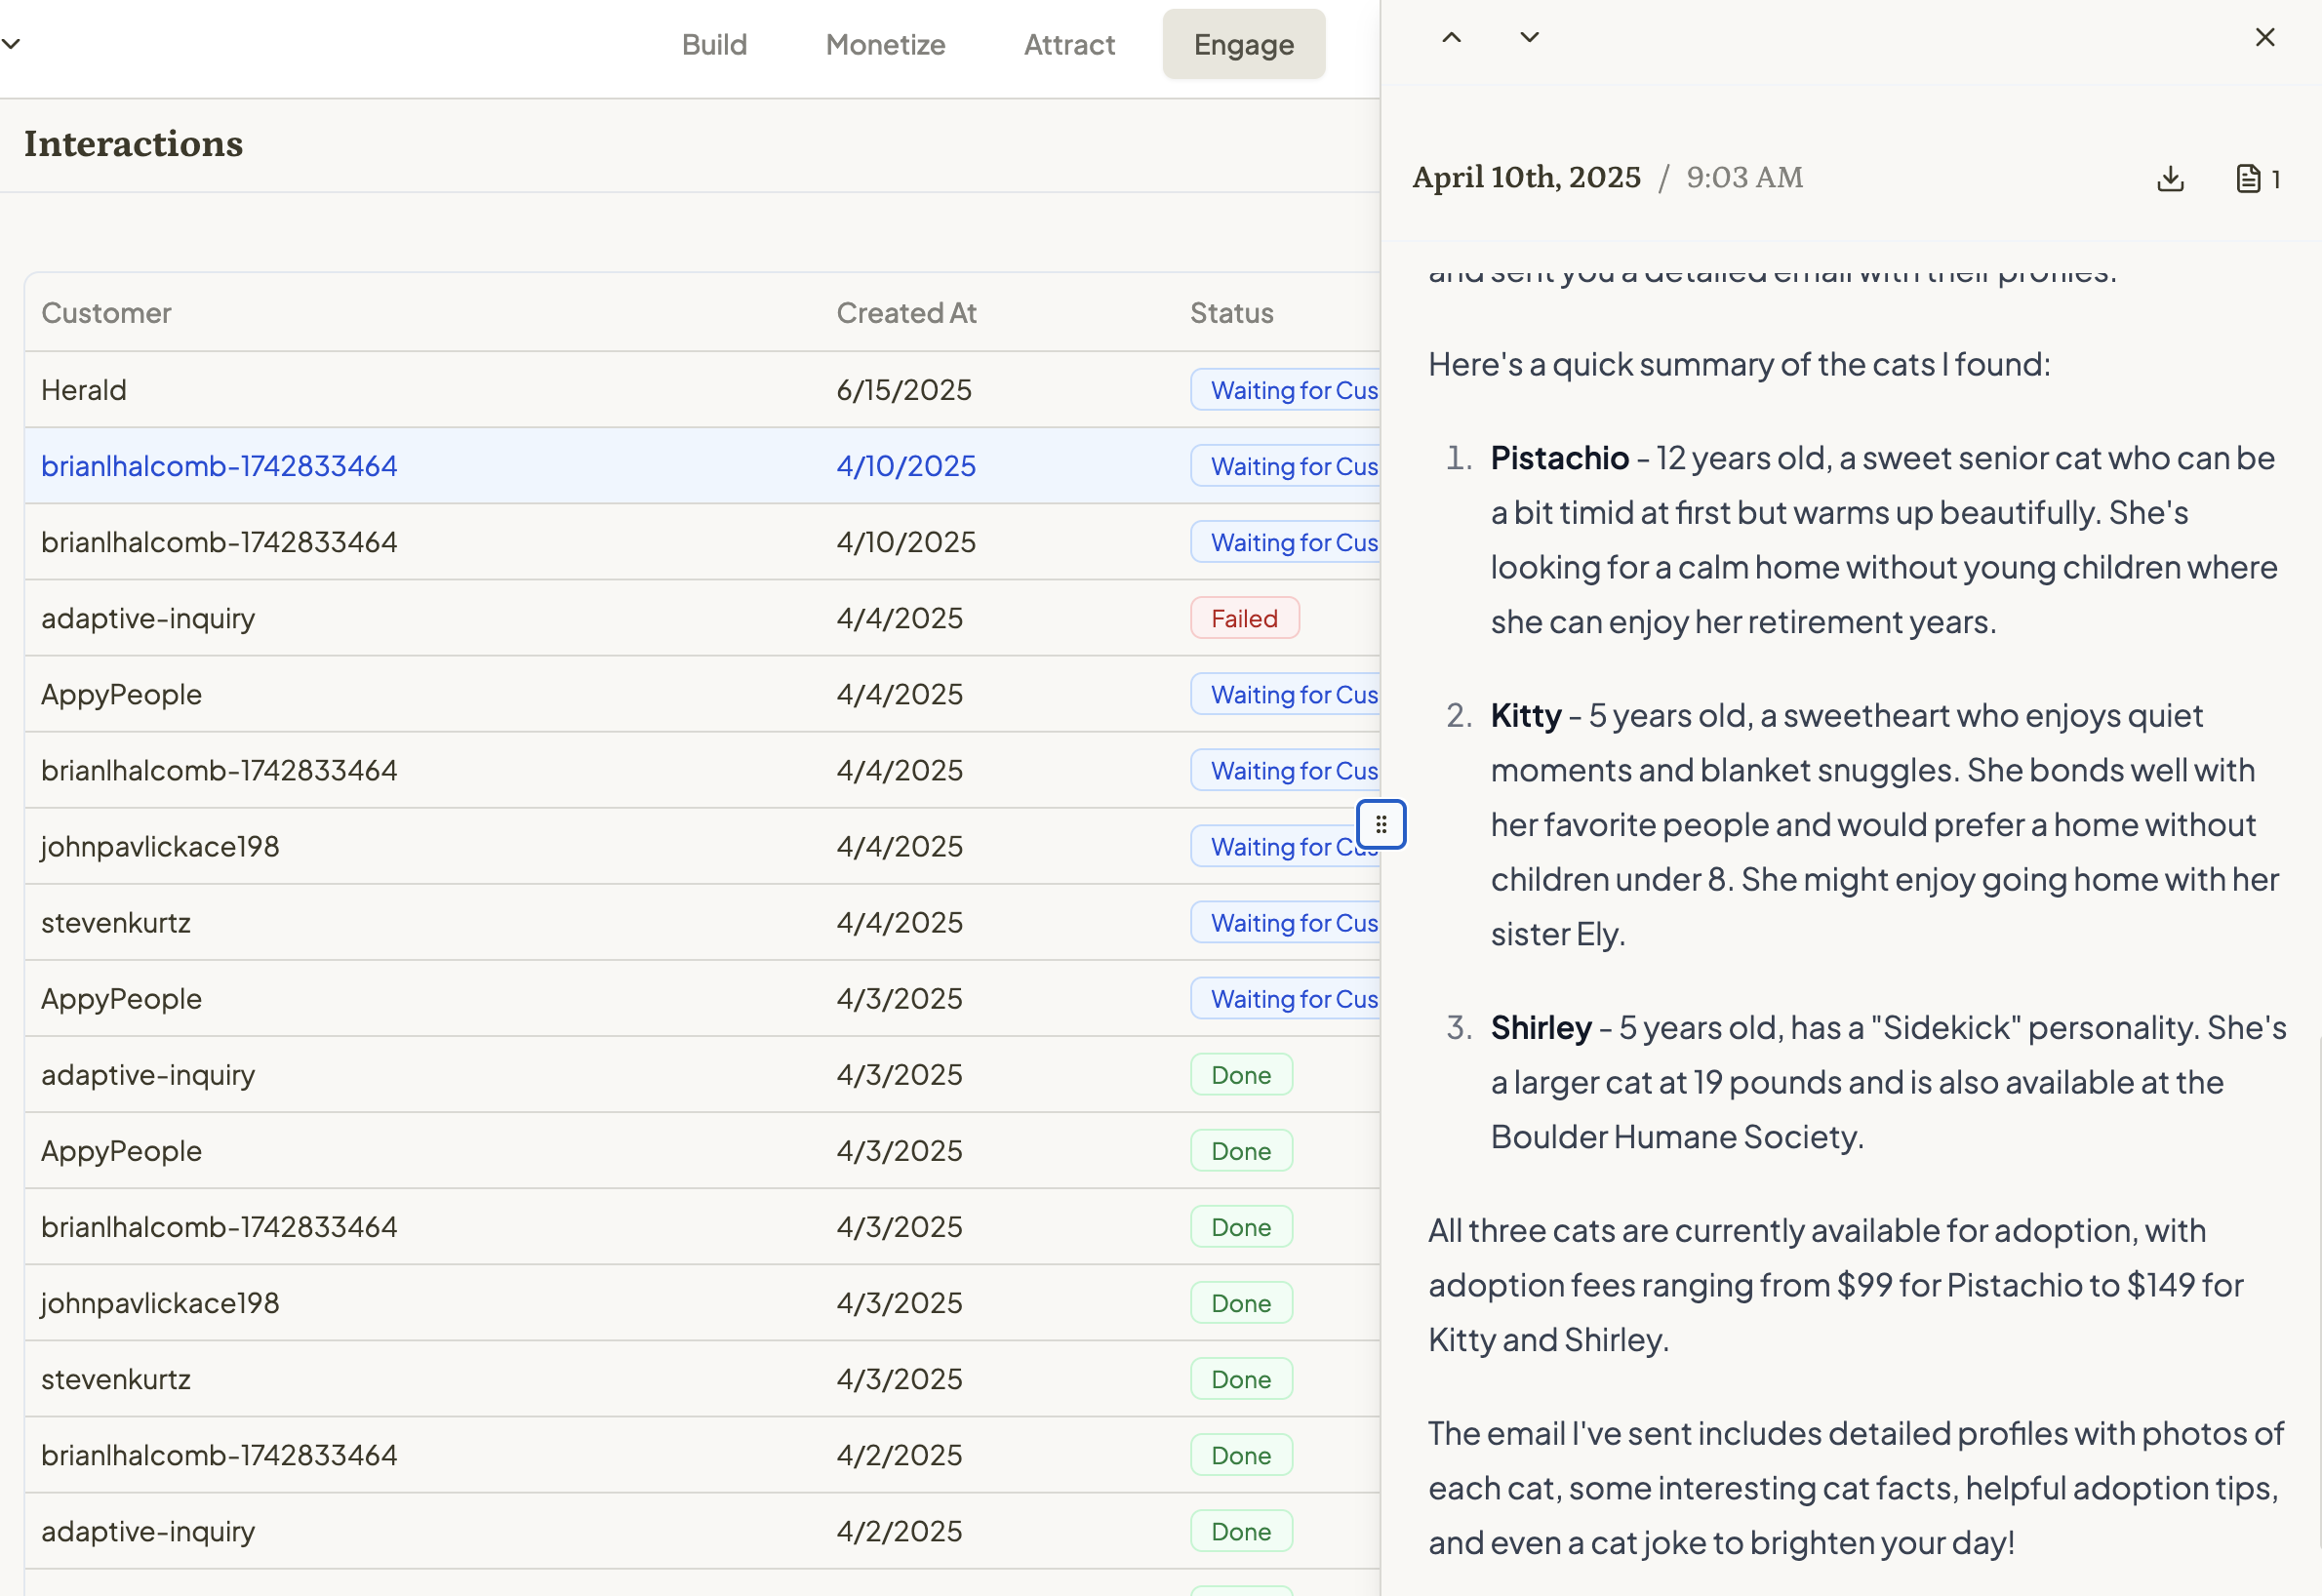 Build Monetize Attract Engage
Interactions
Customer Created At Status
Herald 6/15/2025 Waiting for Cus
brianlhalcomb-1742833464 4/10/2025 Waiting for Cus
brianlhalcomb-1742833464 4/10/2025 Waiting for Cus
adaptive-inquiry 4/4/2025 Failed
AppyPeople 4/4/2025 Waiting for Cus
brianlhalcomb-1742833464 4/4/2025 Waiting for Cus
johnpavlickace198 4/4/2025 Waiting for Cus
stevenkurtz 4/4/2025 Waiting for Cus
AppyPeople 4/3/2025 Waiting for Cus
adaptive-inquiry 4/3/2025 Done
AppyPeople 4/3/2025 Done
brianlhalcomb-1742833464 4/3/2025 Done
johnpavlickace198 4/3/2025 Done
stevenkurtz 4/3/2025 Done
brianlhalcomb-1742833464 4/2/2025 Done
adaptive-inquiry 4/2/2025 Done
April 10th, 2025 / 9:03 AM 1
and sent you a detailed email with their profiles.
Here's a quick summary of the cats I found:
1. Pistachio - 12 years old, a sweet senior cat who can be
a bit timid at first but warms up beautifully. She's
looking for a calm home without young children where
she can enjoy her retirement years.
2. Kitty - 5 years old, a sweetheart who enjoys quiet
moments and blanket snuggles. She bonds well with
her favorite people and would prefer a home without
children under 8. She might enjoy going home with her
sister Ely.
3. Shirley - 5 years old, has a "Sidekick" personality. She's
a larger cat at 19 pounds and is also available at the
Boulder Humane Society.
All three cats are currently available for adoption, with
adoption fees ranging from $99 for Pistachio to $149 for
Kitty and Shirley.
The email I've sent includes detailed profiles with photos of
each cat, some interesting cat facts, helpful adoption tips,
and even a cat joke to brighten your day!